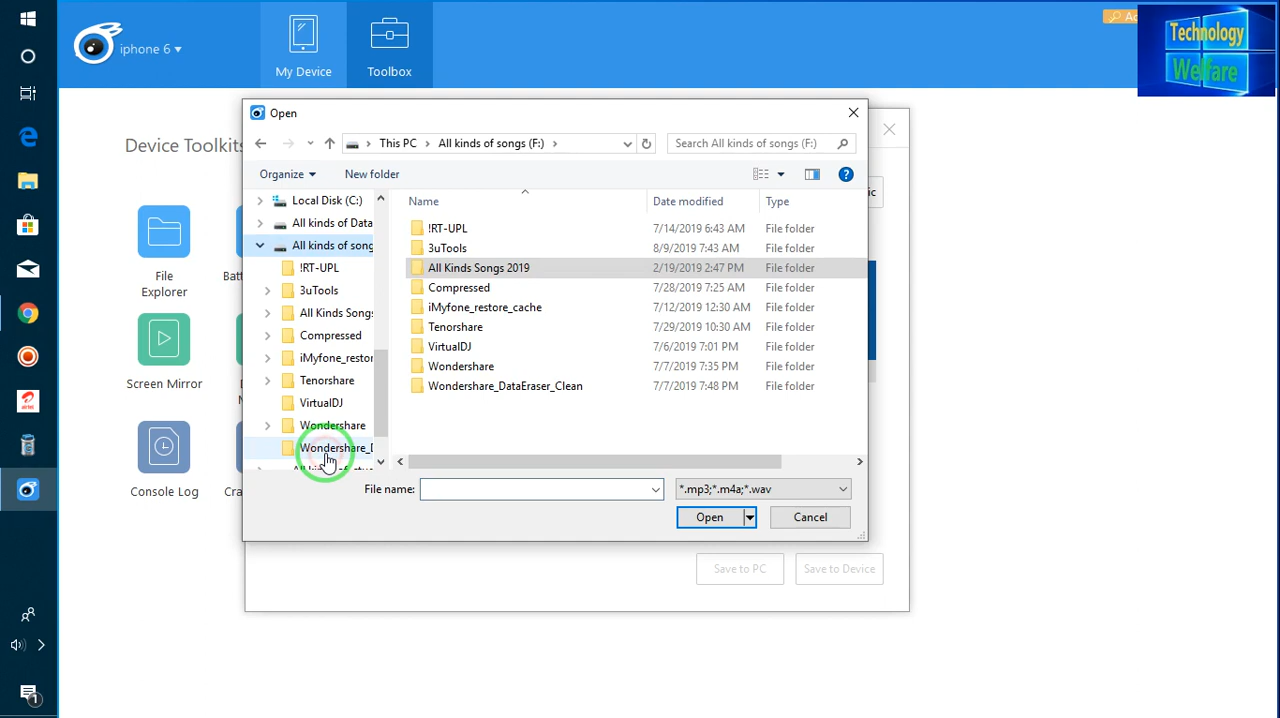 iphone 6
My Device
Toolbox
Technology
Welfare
Device Toolkits
Open
This PC
All kinds of songs (F:)
Search All kinds of songs (F:)
Organize
New folder
Local Disk (C:)
All kinds of Data
All kinds of song
!RT-UPL
3uTools
All Kinds Songs
Compressed
iMyfone_restor
Tenorshare
VirtualDJ
Wondershare
Wondershare_D
Name
Date modified
Type
!RT-UPL 7/14/2019 6:43 AM File folder
3uTools 8/9/2019 7:43 AM File folder
All Kinds Songs 2019 2/19/2019 2:47 PM File folder
Compressed 7/28/2019 7:25 AM File folder
iMyfone_restore_cache 7/12/2019 12:30 AM File folder
Tenorshare 7/29/2019 10:30 AM File folder
VirtualDJ 7/6/2019 7:01 PM File folder
Wondershare 7/7/2019 7:35 PM File folder
Wondershare_DataEraser_Clean 7/7/2019 7:48 PM File folder
File name:
*.mp3;*.m4a;*.wav
Open
Cancel
ic
File
Explorer
Batt
Screen Mirror
Console Log
Cra
Save to PC
Save to Device
airtel
1